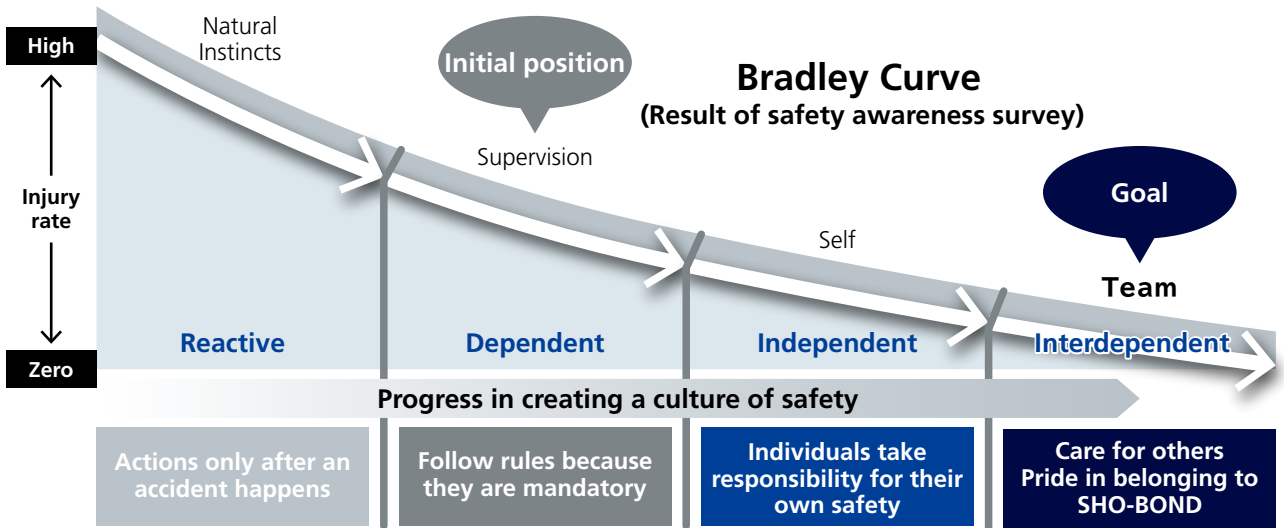 Bradley Curve
(Result of safety awareness survey)
High
Injury
rate
Zero
Natural
Instincts
Initial position
Supervision
Self
Goal
Team
Reactive
Dependent
Independent
Interdependent
Progress in creating a culture of safety
Actions only after an
accident happens
Follow rules because
they are mandatory
Individuals take
responsibility for their
own safety
Care for others
Pride in belonging to
SHO-BOND